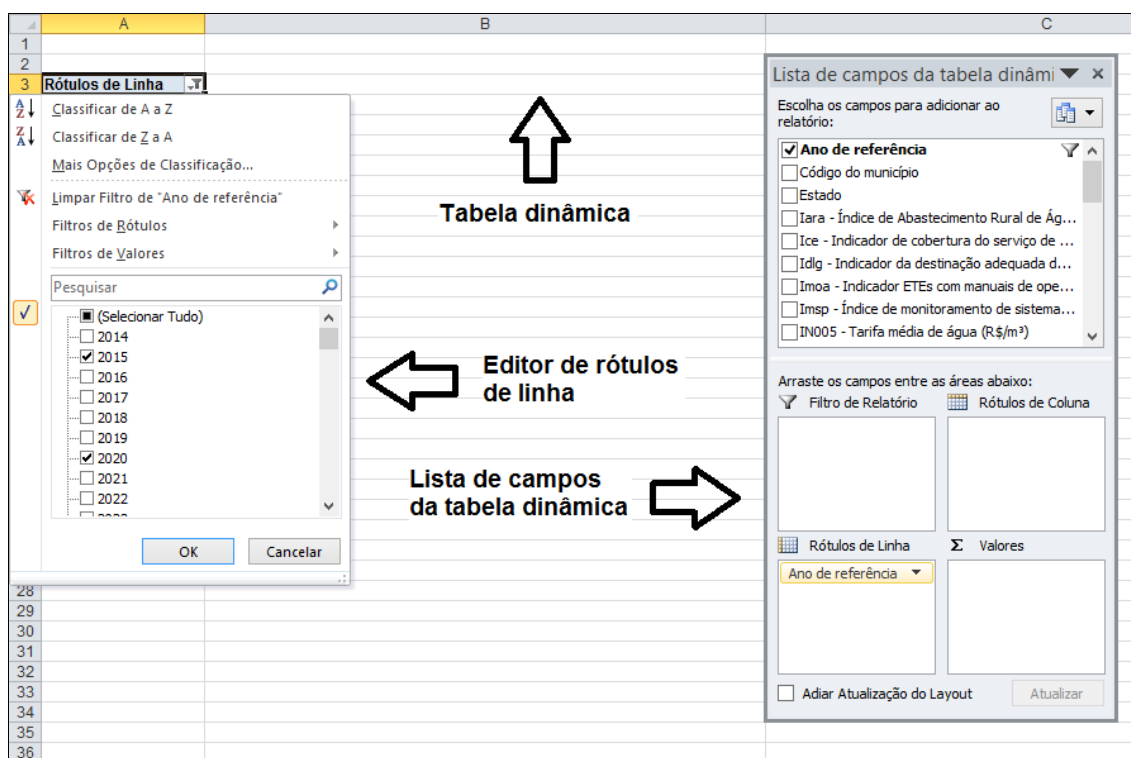 A B C
1
2
3 Rótulos de Linha
Classificar de A a Z
Classificar de Z a A
Mais Opções de Classificação...
Limpar Filtro de "Ano de referência"
Filtros de Rótulos
Filtros de Valores
Pesquisar
(Selecionar Tudo)
2014
2015
2016
2017
2018
2019
2020
2021
2022
OK Cancelar
28
29
30
31
32
33
34
35
36
Tabela dinâmica
Editor de rótulos
de linha
Lista de campos
da tabela dinâmica
Lista de campos da tabela dinâmi
Escolha os campos para adicionar ao
relatório:
Ano de referência
Código do município
Estado
Iara - Índice de Abastecimento Rural de Ág...
Ice - Indicador de cobertura do serviço de ...
Idlg - Indicador da destinação adequada d...
Imoa - Indicador ETEs com manuais de ope...
Imsp - Índice de monitoramento de sistema...
IN005 - Tarifa média de água (R$/m³)
Arraste os campos entre as áreas abaixo:
Filtro de Relatório Rótulos de Coluna
Rótulos de Linha Σ Valores
Ano de referência
Adiar Atualização do Layout Atualizar